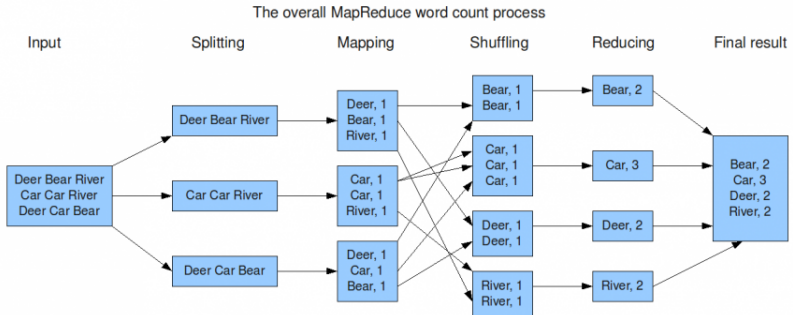 The overall MapReduce word count process
Input
Splitting
Mapping
Shuffling
Reducing
Final result
Deer Bear River
Car Car River
Deer Car Bear
Deer Bear River
Car Car River
Deer Car Bear
Deer, 1
Bear, 1
River, 1
Car, 1
Car, 1
River, 1
Deer, 1
Car, 1
Bear, 1
Bear, 1
Bear, 1
Car, 1
Car, 1
Car, 1
Deer, 1
Deer, 1
River, 1
River, 1
Bear, 2
Car, 3
Deer, 2
River, 2
Bear, 2
Car, 3
Deer, 2
River, 2